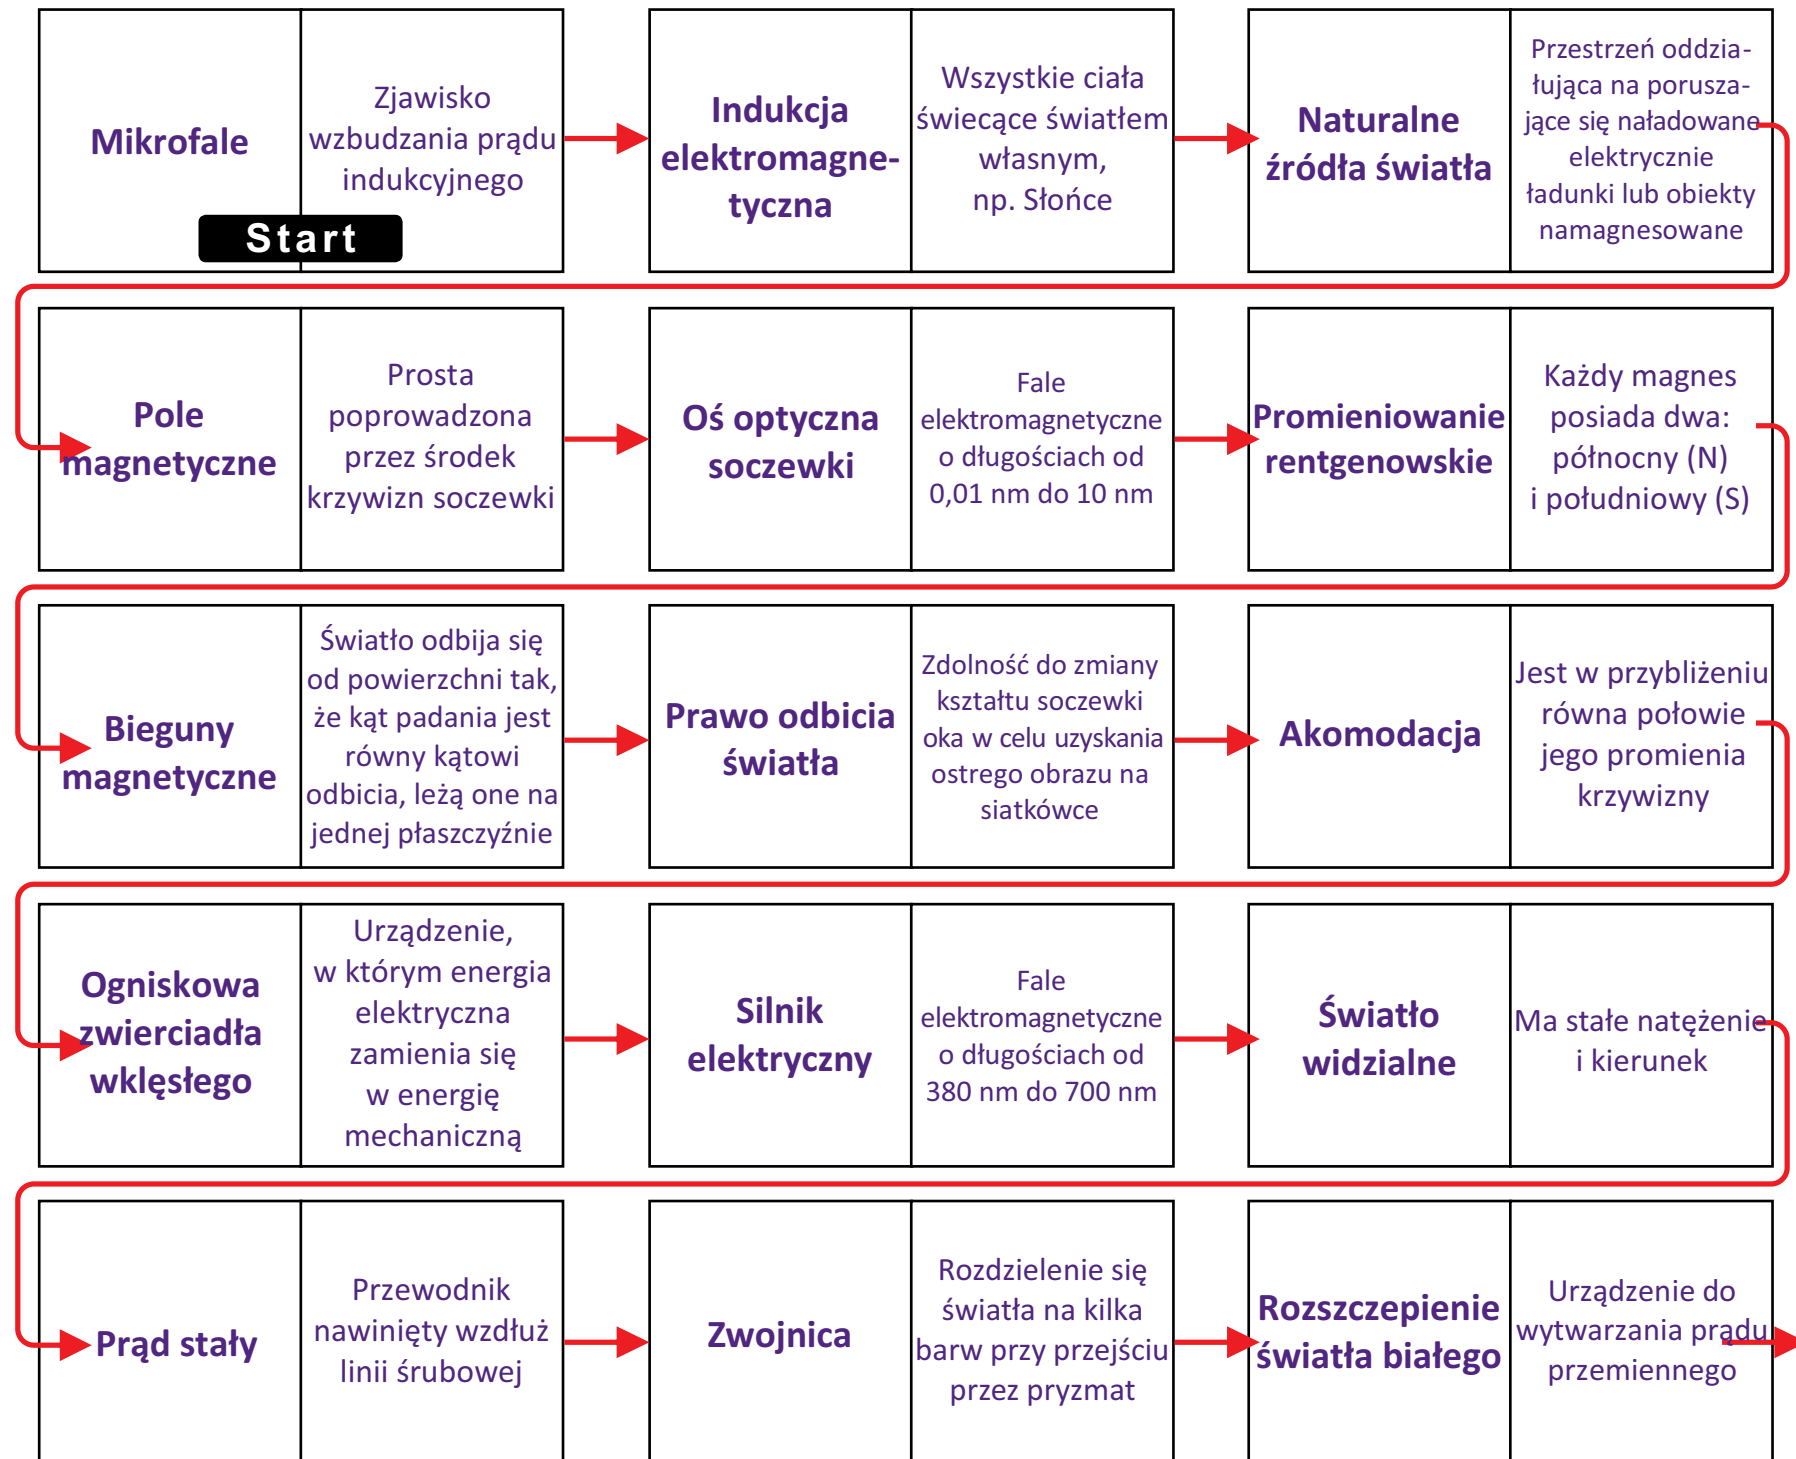 Mikrofale
Start
Zjawisko
wzbudzania prądu
indukcyjnego
Indukcja
elektromagne-
tyczna
Wszystkie ciała
świecące światłem
własnym,
np. Słońce
Naturalne
źródła światła
Przestrzeń oddzia-
łująca na porusza-
jące się naładowane
elektrycznie
ładunki lub obiekty
namagnesowane
Pole
magnetyczne
Prosta
poprowadzona
przez środek
krzywizn soczewki
Oś optyczna
soczewki
Fale
elektromagnetyczne
o długościach od
0,01 nm do 10 nm
Promieniowanie
rentgenowskie
Każdy magnes
posiada dwa:
północny (N)
i południowy (S)
Bieguny
magnetyczne
Światło odbija się
od powierzchni tak,
że kąt padania jest
równy kątowi
odbicia, leżą one na
jednej płaszczyźnie
Prawo odbicia
światła
Zdolność do zmiany
kształtu soczewki
oka w celu uzyskania
ostrego obrazu na
siatkówce
Akomodacja
Jest w przybliżeniu
równa połowie
jego promienia
krzywizny
Ogniskowa
zwierciadła
wklęsłego
Urządzenie,
w którym energia
elektryczna
zamienia się
w energię
mechaniczną
Silnik
elektryczny
Fale
elektromagnetyczne
o długościach od
380 nm do 700 nm
Światło
widzialne
Ma stałe natężenie
i kierunek
Prąd stały
Przewodnik
nawinięty wzdłuż
linii śrubowej
Zwojnica
Rozdzielenie się
światła na kilka
barw przy przejściu
przez pryzmat
Rozszczepienie
światła białego
Urządzenie do
wytwarzania prądu
przemiennego